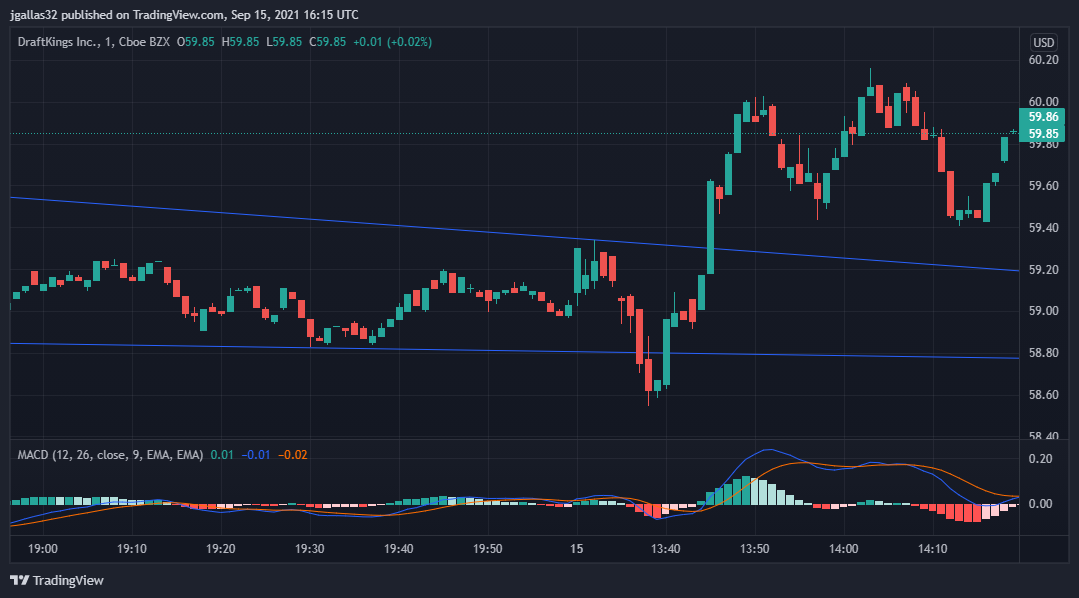 jgallas32 published on TradingView.com, Sep 15, 2021 16:15 UTC
DraftKings Inc., 1, Cboe BZX O59.85 H59.85 L59.85 C59.85 +0.01 (+0.02%)
USD
60.20
60.00
59.86
59.85
59.80
59.60
59.40
59.20
59.00
58.80
58.60
58.40
MACD (12, 26, close, 9, EMA, EMA) 0.01 −0.01 −0.02
0.20
0.00
19:00 19:10 19:20 19:30 19:40 19:50 15 13:40 13:50 14:00 14:10
TradingView